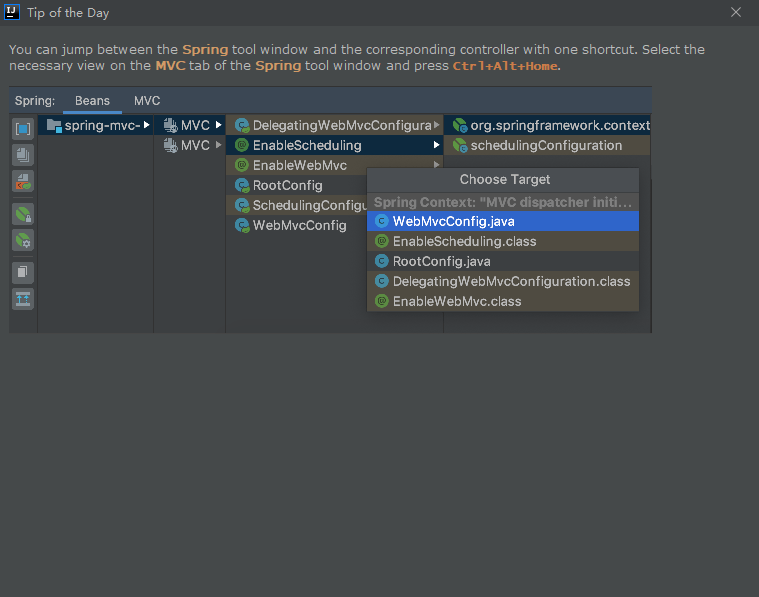 IJ Tip of the Day
You can jump between the Spring tool window and the corresponding controller with one shortcut. Select the
necessary view on the MVC tab of the Spring tool window and press Ctrl+Alt+Home.
Spring: Beans MVC
spring-mvc- MVC DelegatingWebMvcConfigura org.springframework.context
MVC EnableScheduling schedulingConfiguration
EnableWebMvc
RootConfig
SchedulingConfigu
WebMvcConfig
Choose Target
Spring Context: "MVC dispatcher initi...
WebMvcConfig.java
EnableScheduling.class
RootConfig.java
DelegatingWebMvcConfiguration.class
EnableWebMvc.class